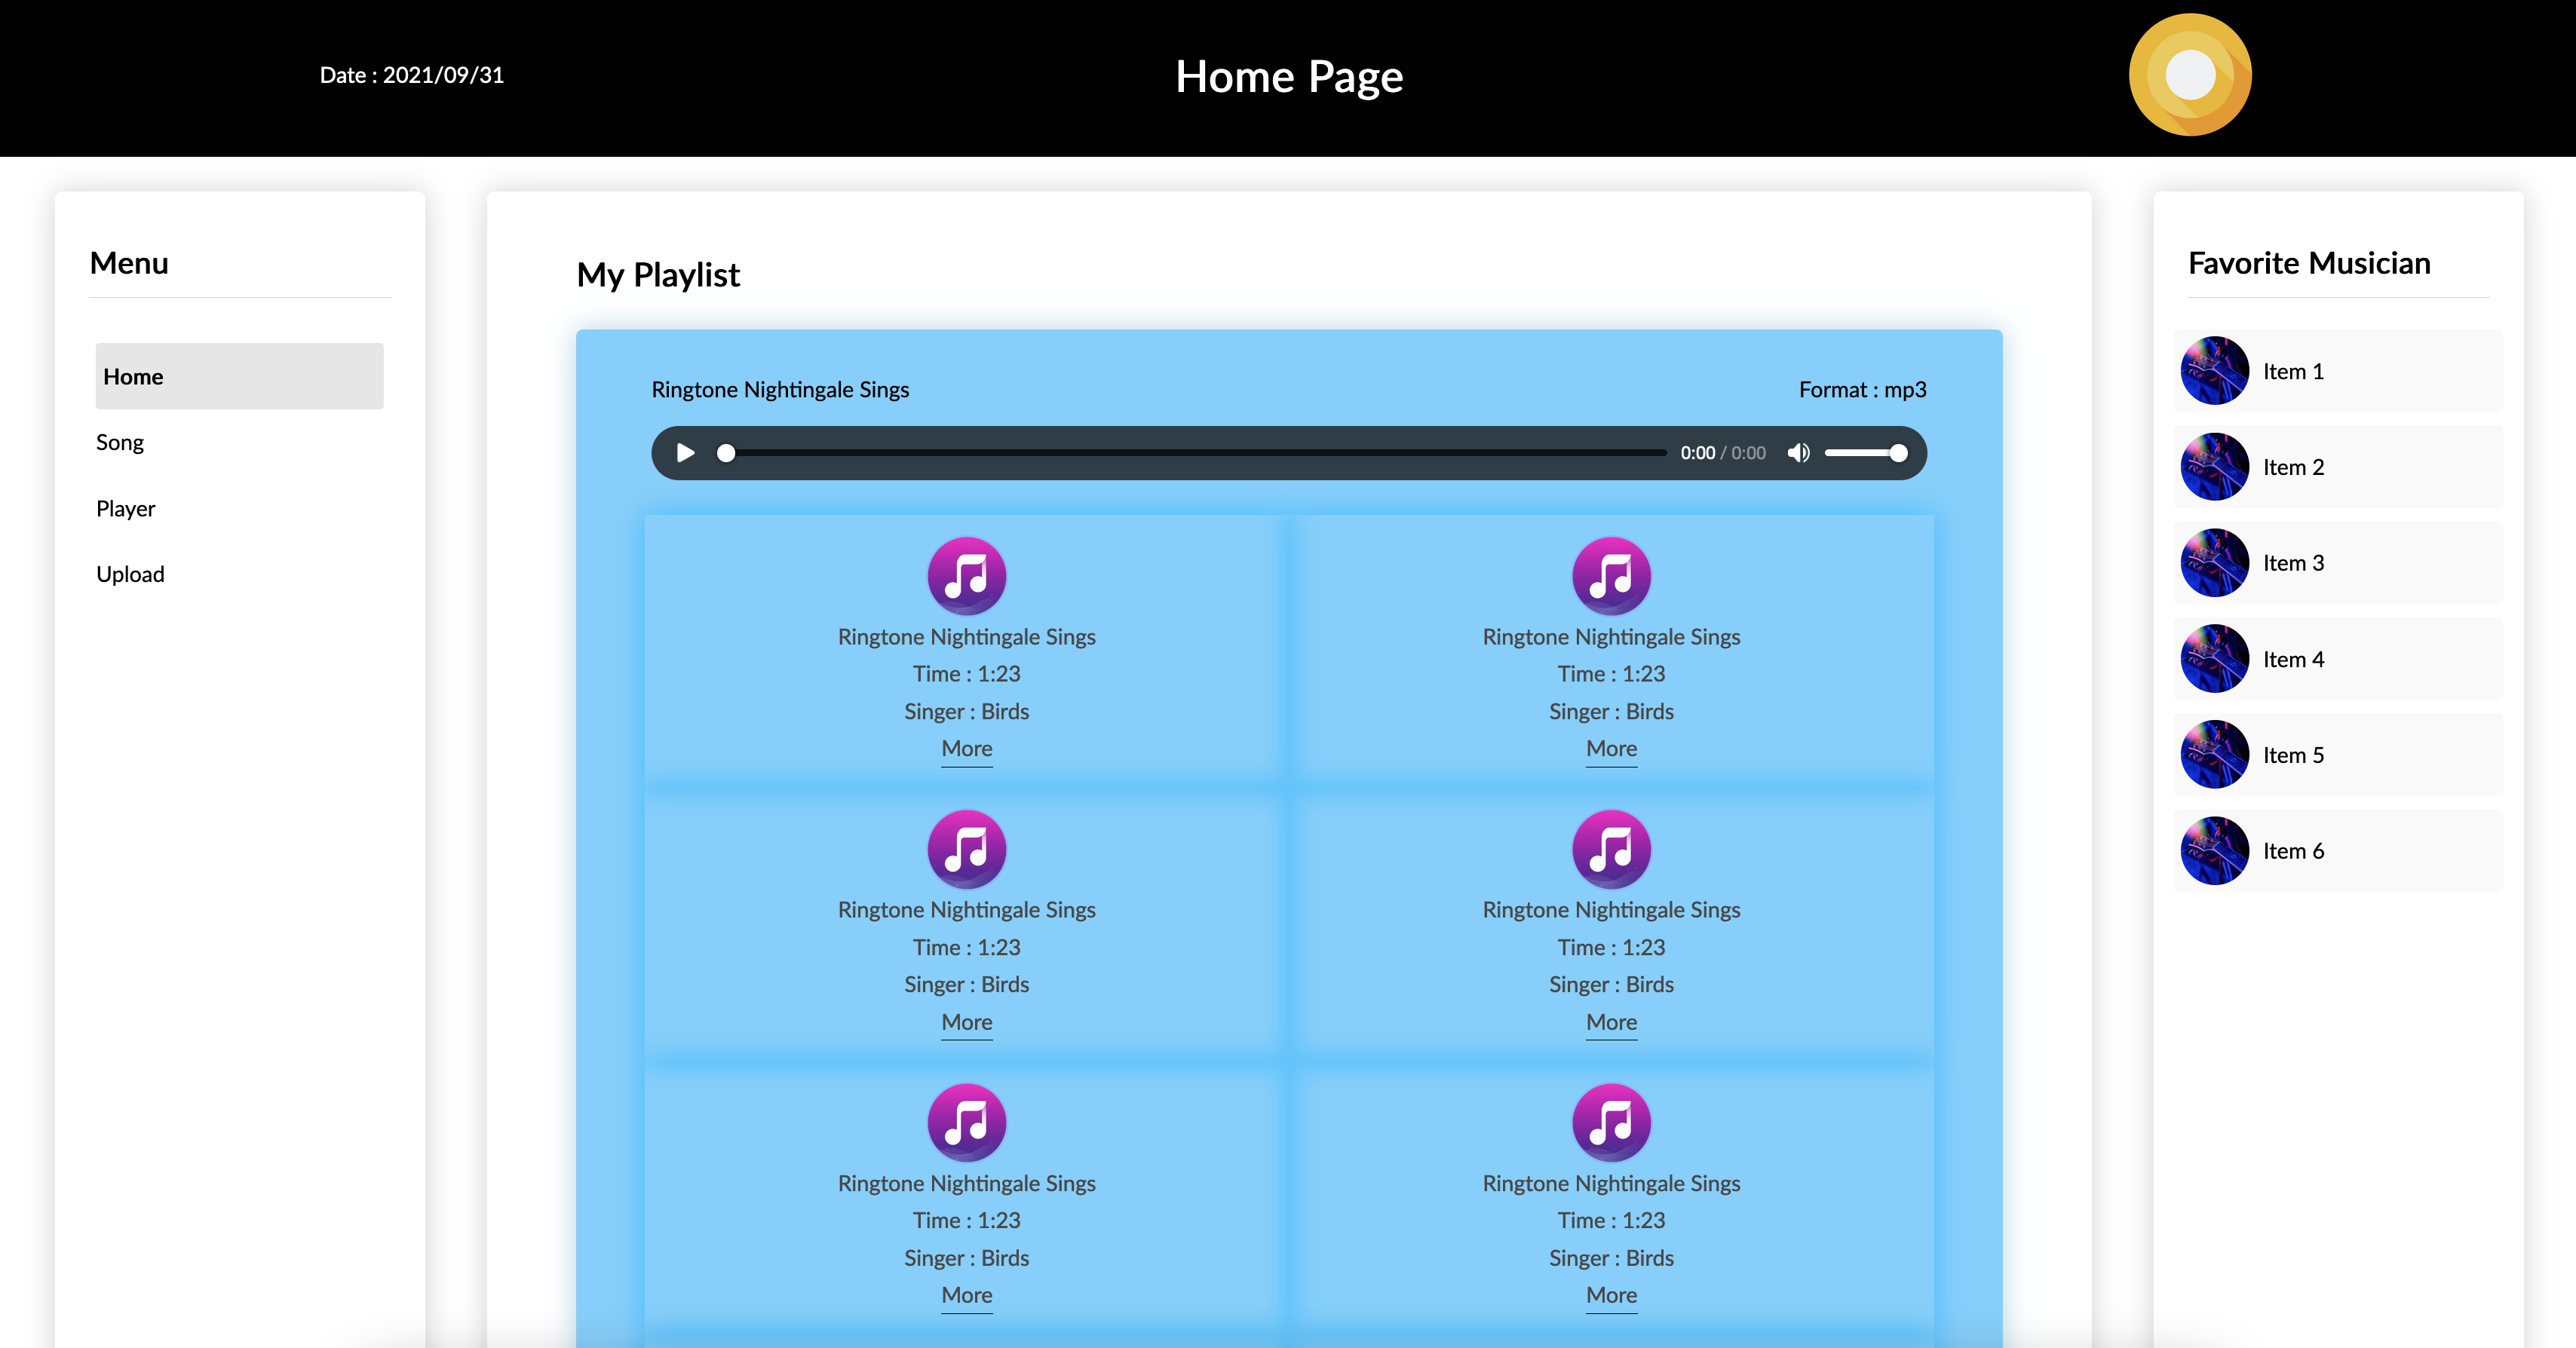 Date : 2021/09/31
Home Page
Menu
Home
Song
Player
Upload
My Playlist
Ringtone Nightingale Sings
Format : mp3
0:00 / 0:00
Ringtone Nightingale Sings
Time : 1:23
Singer : Birds
More
Ringtone Nightingale Sings
Time : 1:23
Singer : Birds
More
Ringtone Nightingale Sings
Time : 1:23
Singer : Birds
More
Ringtone Nightingale Sings
Time : 1:23
Singer : Birds
More
Ringtone Nightingale Sings
Time : 1:23
Singer : Birds
More
Ringtone Nightingale Sings
Time : 1:23
Singer : Birds
More
Favorite Musician
Item 1
Item 2
Item 3
Item 4
Item 5
Item 6